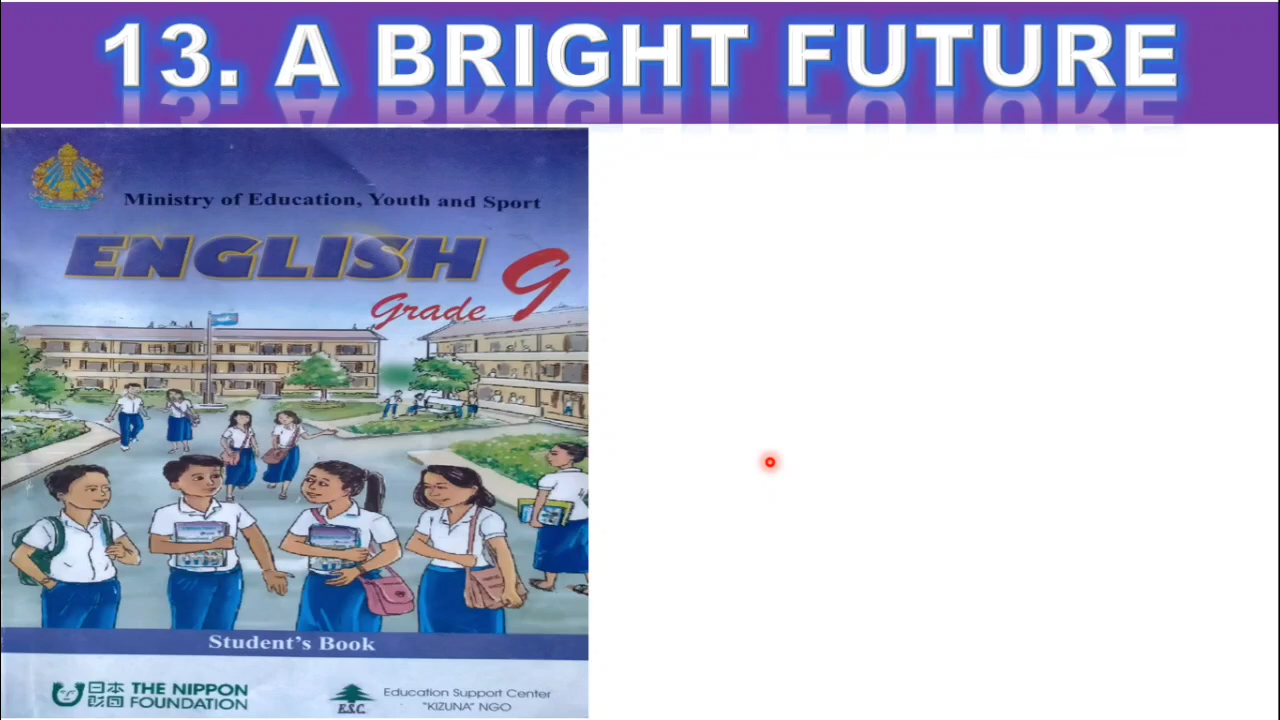 13. A BRIGHT FUTURE
Ministry of Education, Youth and Sport
ENGLISH
Grade 9
Student's Book
日本
財団
THE NIPPON
FOUNDATION
E.S.C.
Education Support Center
"KIZUNA" NGO